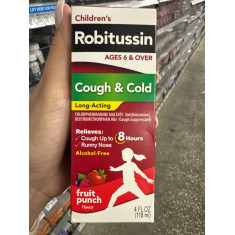 Children's
Robitussin
AGES 6 & OVER
Cough & Cold
Long-Acting
CHLORPHENIRAMINE MALEATE (Antihistamine)
DEXTROMETHORPHAN HBr (Cough Suppressant)
Relieves:
✓ Cough Up to 8 Hours
✓ Runny Nose
Alcohol-Free
fruit
punch
Flavor
4 FL OZ
(118 ml)